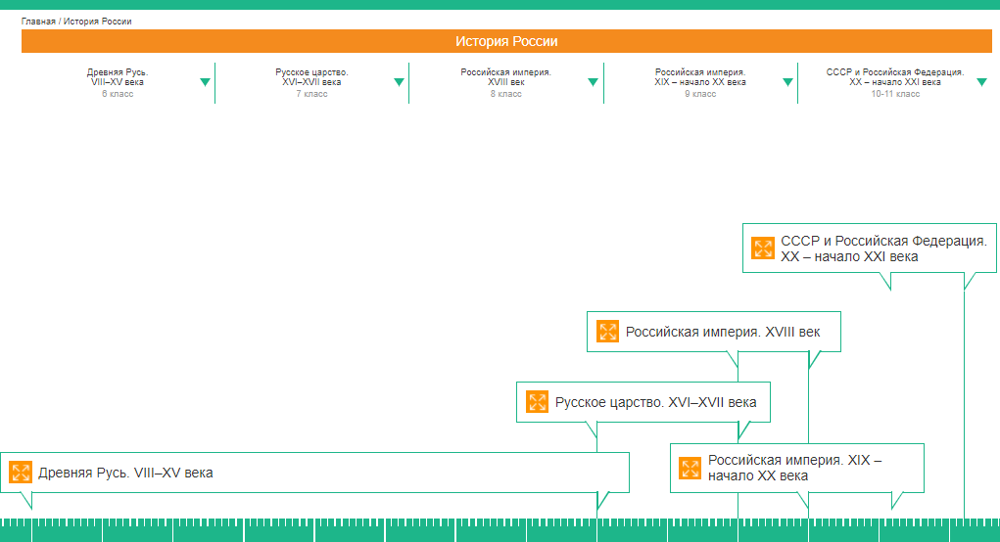 Главная / История России
История России
Древняя Русь.
VIII–XV века
6 класс
Русское царство.
XVI–XVII века
7 класс
Российская империя.
XVIII век
8 класс
Российская империя.
XIX – начало XX века
9 класс
СССР и Российская Федерация.
XX – начало XXI века
10-11 класс
СССР и Российская Федерация.
XX – начало XXI века
Российская империя. XVIII век
Русское царство. XVI–XVII века
Российская империя. XIX –
начало XX века
Древняя Русь. VIII–XV века